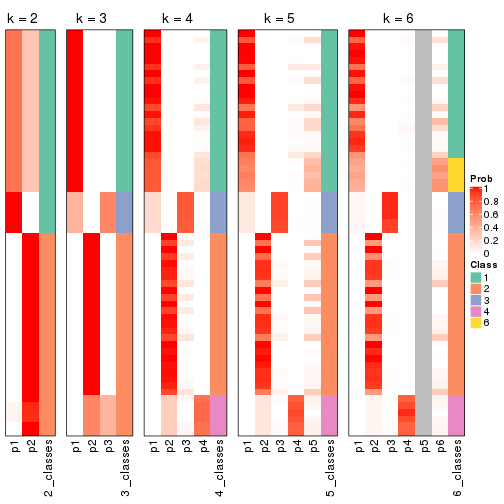 k = 2
k = 3
k = 4
k = 5
k = 6
Prob
1
0.8
0.6
0.4
0.2
0
Class
1
2
3
4
6
p1
p2
2_classes
p1
p2
p3
3_classes
p1
p2
p3
p4
4_classes
p1
p2
p3
p4
p5
5_classes
p1
p2
p3
p4
p5
p6
6_classes